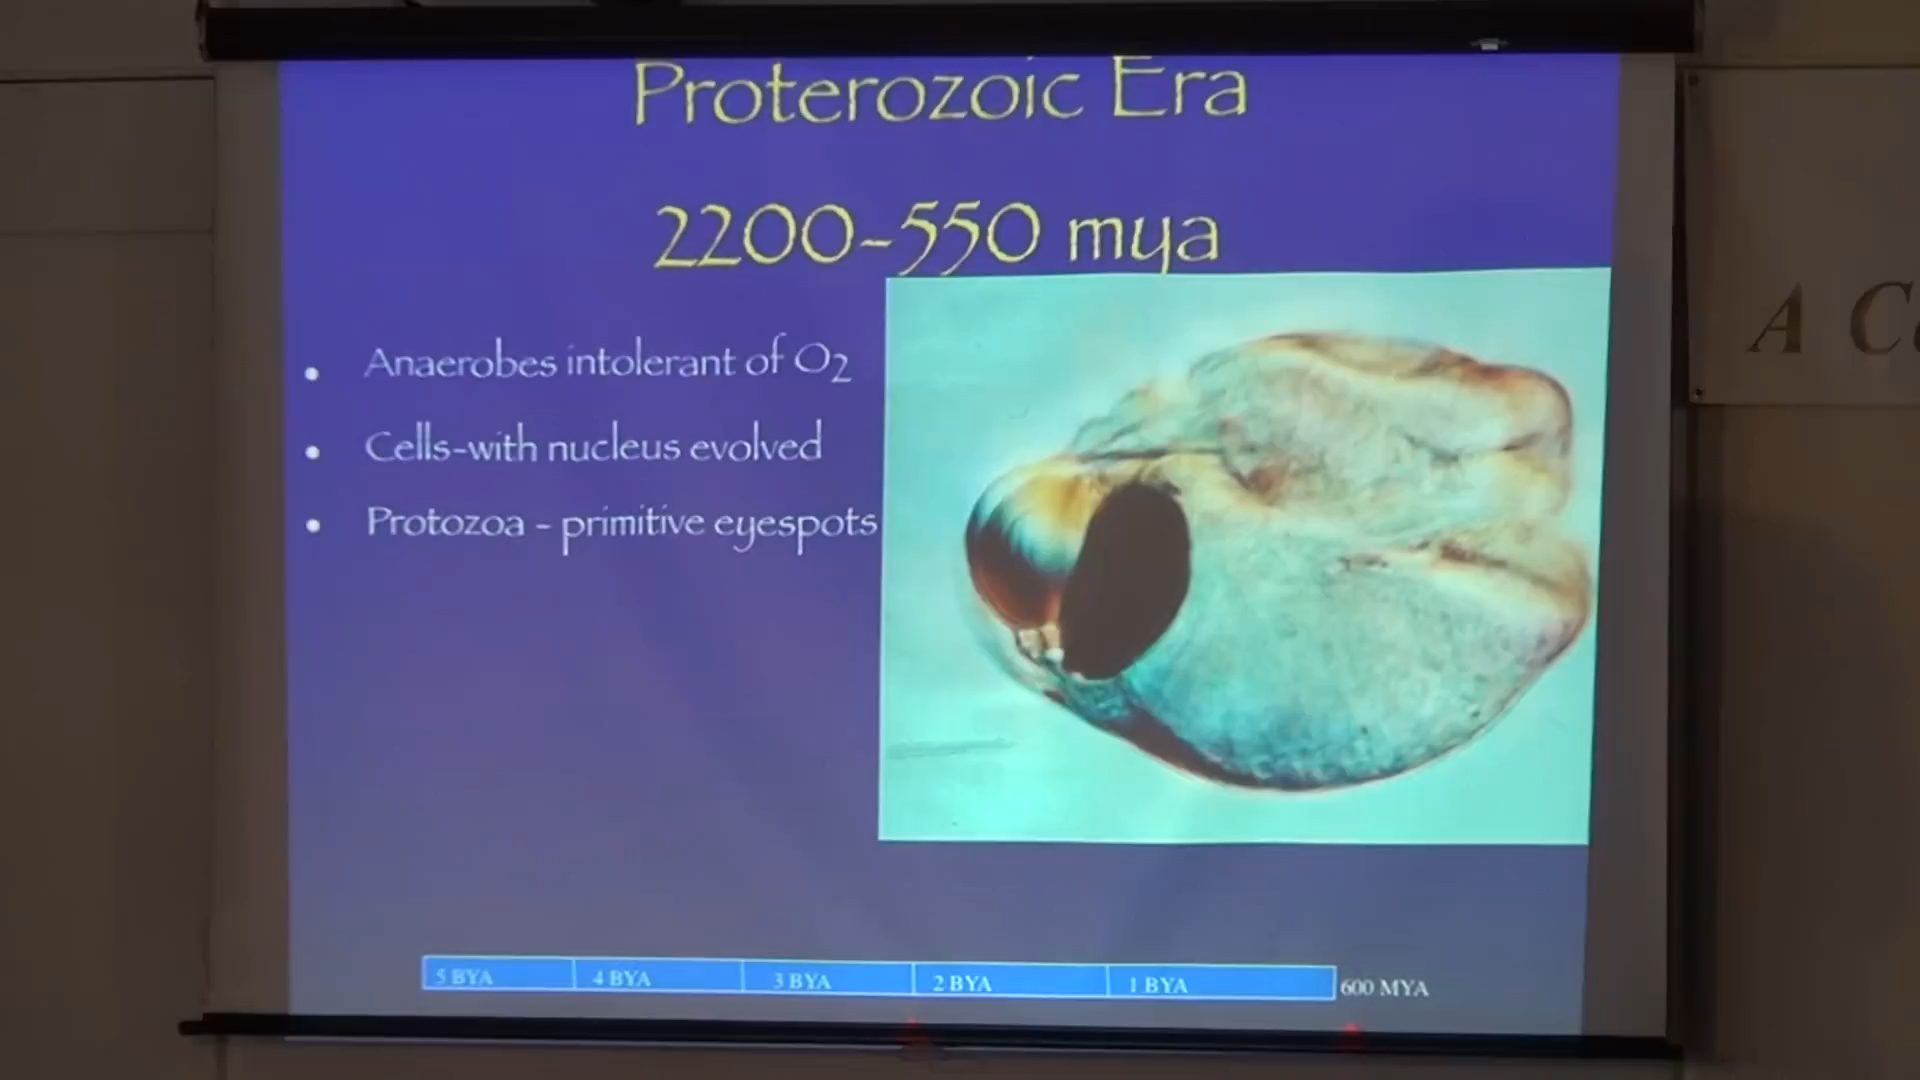 Proterozoic Era
2200-550 mya
• Anaerobes intolerant of O2
• Cells-with nucleus evolved
• Protozoa - primitive eyespots
5 BYA 4 BYA 3 BYA 2 BYA 1 BYA 600 MYA
A